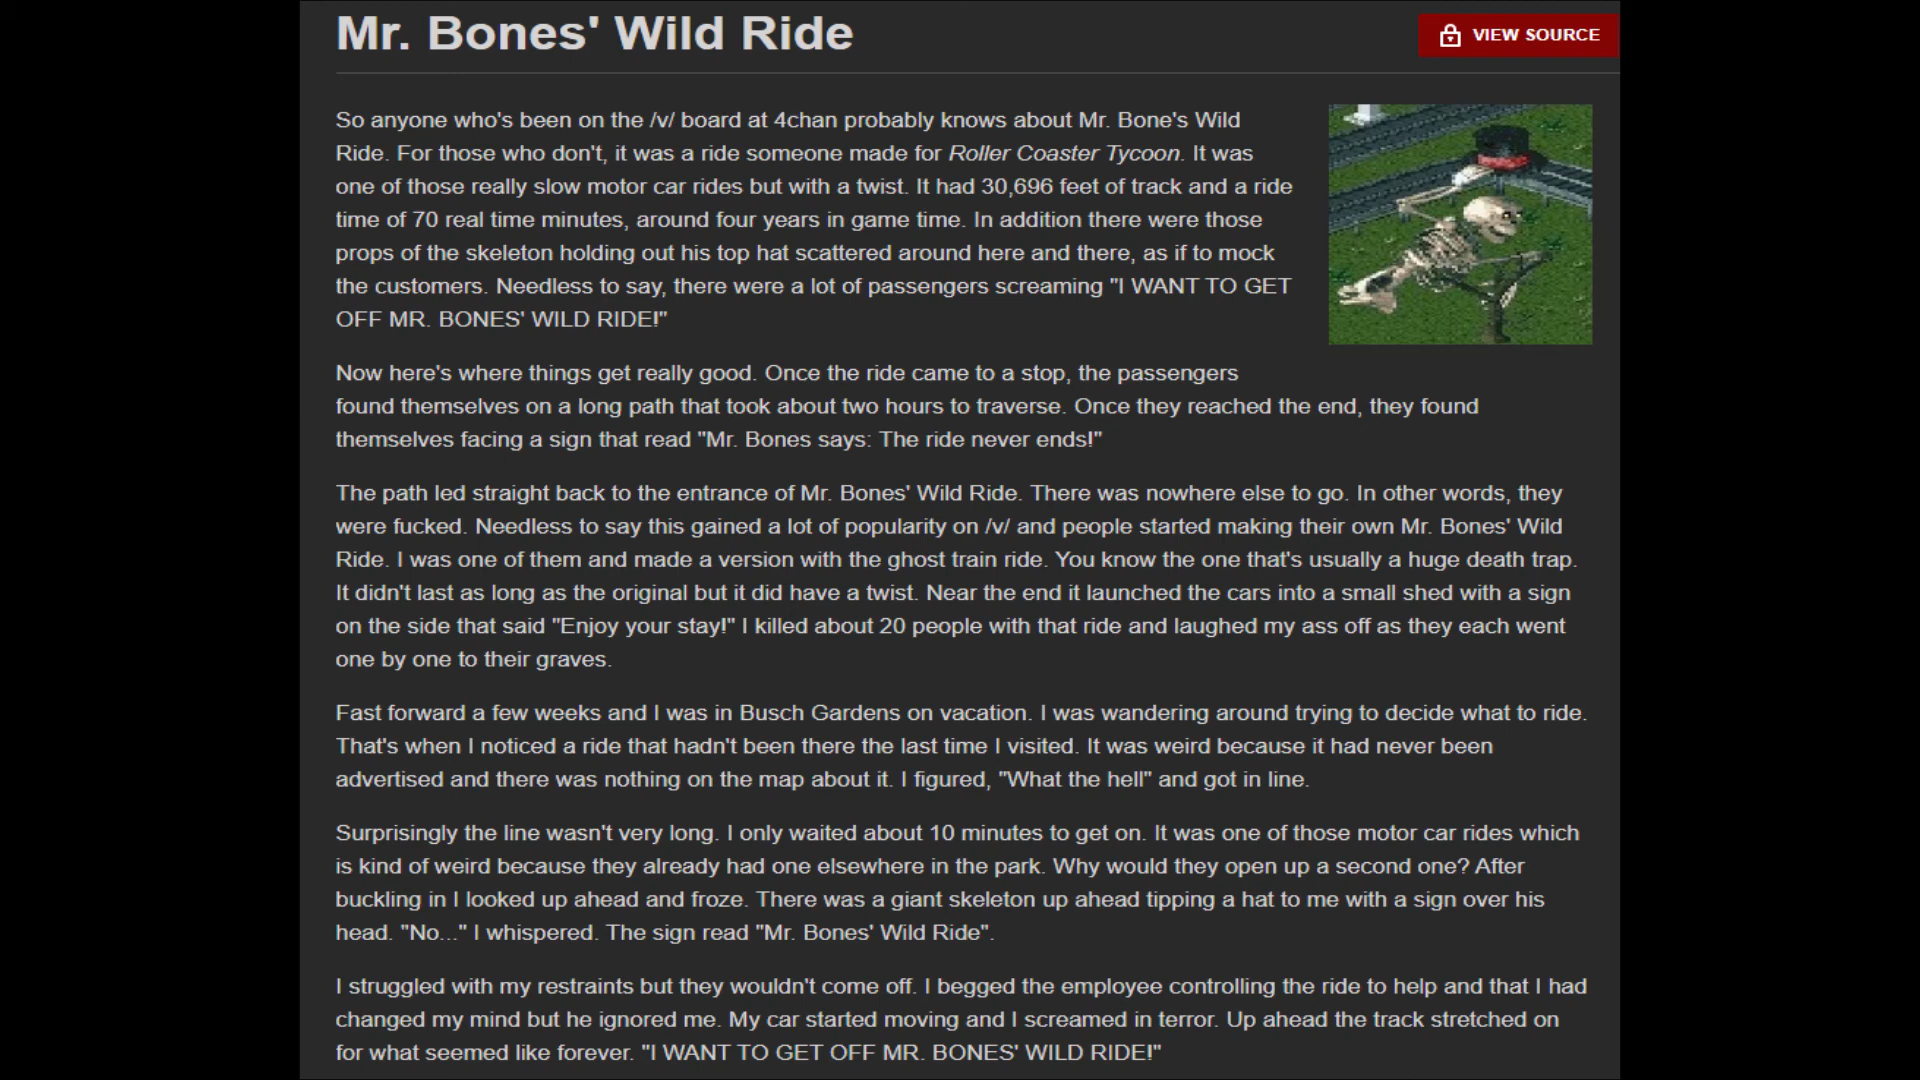 Mr. Bones' Wild Ride
VIEW SOURCE
So anyone who's been on the /v/ board at 4chan probably knows about Mr. Bone's Wild
Ride. For those who don't, it was a ride someone made for Roller Coaster Tycoon. It was
one of those really slow motor car rides but with a twist. It had 30,696 feet of track and a ride
time of 70 real time minutes, around four years in game time. In addition there were those
props of the skeleton holding out his top hat scattered around here and there, as if to mock
the customers. Needless to say, there were a lot of passengers screaming "I WANT TO GET
OFF MR. BONES' WILD RIDE!"
Now here's where things get really good. Once the ride came to a stop, the passengers
found themselves on a long path that took about two hours to traverse. Once they reached the end, they found
themselves facing a sign that read "Mr. Bones says: The ride never ends!"
The path led straight back to the entrance of Mr. Bones' Wild Ride. There was nowhere else to go. In other words, they
were fucked. Needless to say this gained a lot of popularity on /v/ and people started making their own Mr. Bones' Wild
Ride. I was one of them and made a version with the ghost train ride. You know the one that's usually a huge death trap.
It didn't last as long as the original but it did have a twist. Near the end it launched the cars into a small shed with a sign
on the side that said "Enjoy your stay!" I killed about 20 people with that ride and laughed my ass off as they each went
one by one to their graves.
Fast forward a few weeks and I was in Busch Gardens on vacation. I was wandering around trying to decide what to ride.
That's when I noticed a ride that hadn't been there the last time I visited. It was weird because it had never been
advertised and there was nothing on the map about it. I figured, "What the hell" and got in line.
Surprisingly the line wasn't very long. I only waited about 10 minutes to get on. It was one of those motor car rides which
is kind of weird because they already had one elsewhere in the park. Why would they open up a second one? After
buckling in I looked up ahead and froze. There was a giant skeleton up ahead tipping a hat to me with a sign over his
head. "No..." I whispered. The sign read "Mr. Bones' Wild Ride".
I struggled with my restraints but they wouldn't come off. I begged the employee controlling the ride to help and that I had
changed my mind but he ignored me. My car started moving and I screamed in terror. Up ahead the track stretched on
for what seemed like forever. "I WANT TO GET OFF MR. BONES' WILD RIDE!"